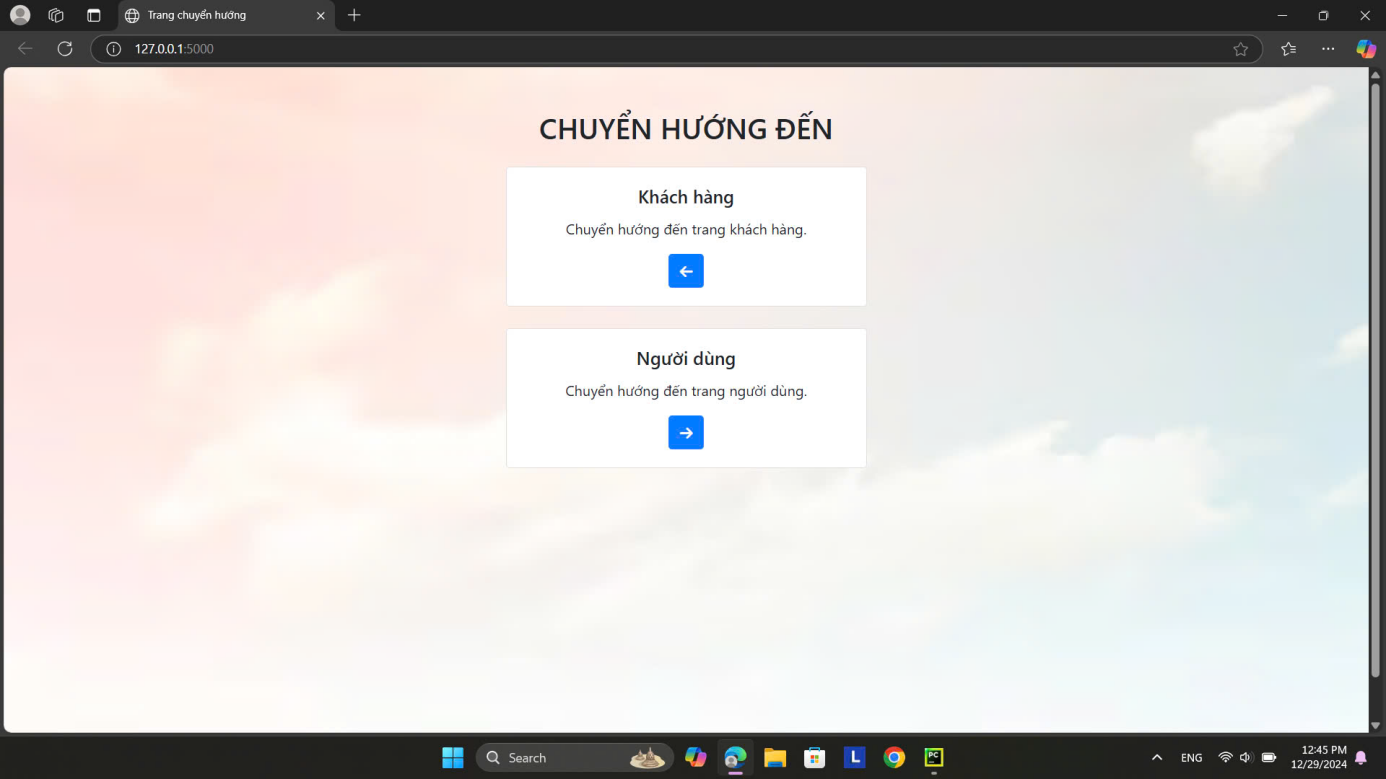 Trang chuyển hướng
127.0.0.1:5000
CHUYỂN HƯỚNG ĐẾN
Khách hàng
Chuyển hướng đến trang khách hàng.
Người dùng
Chuyển hướng đến trang người dùng.
Search
L
PC
ENG
12:45 PM
12/29/2024